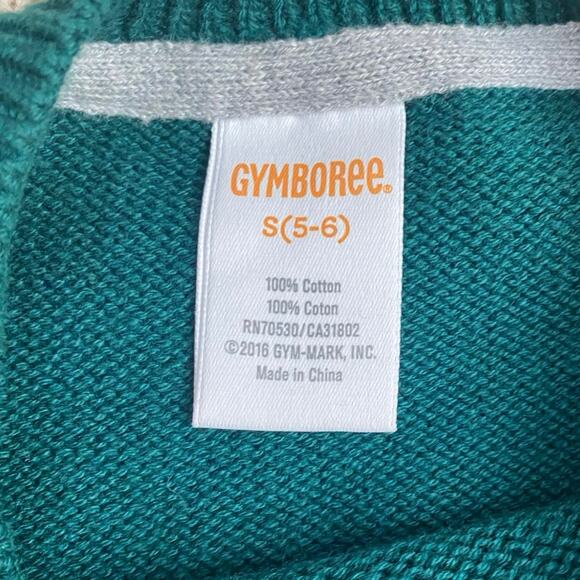 GYMBOREE®
S(5-6)
100% Cotton
100% Coton
RN70530/CA31802
©2016 GYM-MARK, INC.
Made in China